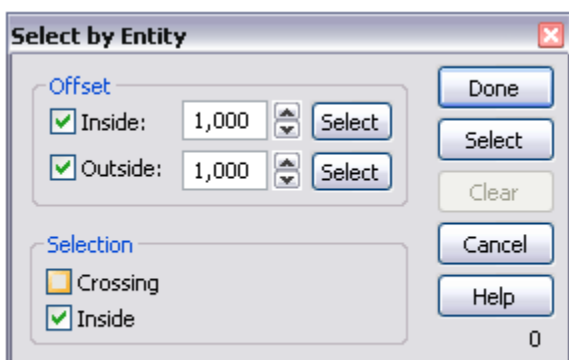 Select by Entity
Offset
Inside: 1,000 Select
Outside: 1,000 Select
Selection
Crossing
Inside
Done
Select
Clear
Cancel
Help
0